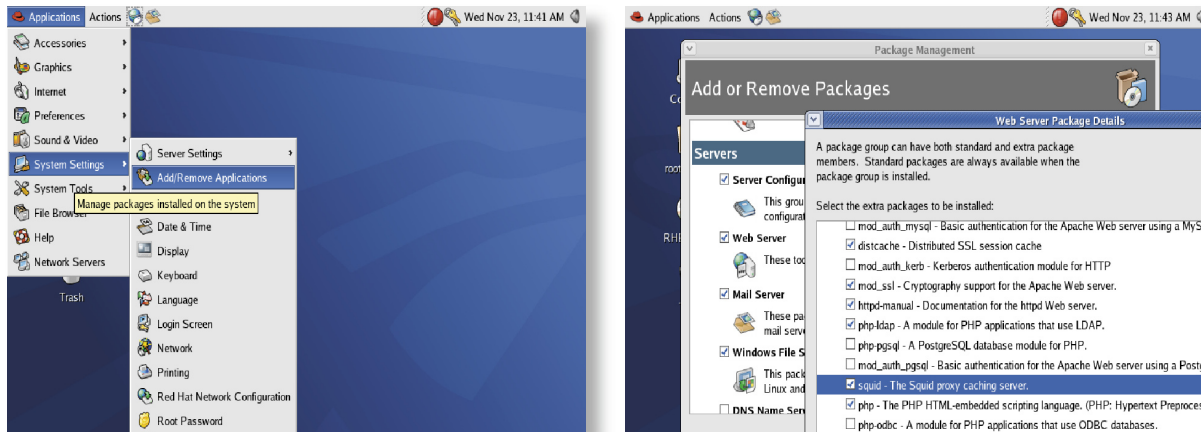 Applications Actions Wed Nov 23, 11:41 AM
Accessories
Graphics
Internet
Preferences
Sound & Video
System Settings
System Tools
File Browser
Help
Network Servers
Trash
Server Settings
Add/Remove Applications
Manage packages installed on the system
Date & Time
Display
Keyboard
Language
Login Screen
Network
Printing
Red Hat Network Configuration
Root Password
Applications Actions Wed Nov 23, 11:43 AM
Package Management
Add or Remove Packages
Servers
Server Configur
This grou
configurat
Web Server
These too
Mail Server
These pa
mail serve
Windows File S
This pack
Linux and
DNS Name Serv
Web Server Package Details
A package group can have both standard and extra package
members. Standard packages are always available when the
package group is installed.
Select the extra packages to be installed:
mod_auth_mysql - Basic authentication for the Apache Web server using a MyS
distcache - Distributed SSL session cache
mod_auth_kerb - Kerberos authentication module for HTTP
mod_ssl - Cryptography support for the Apache Web server.
httpd-manual - Documentation for the httpd Web server.
php-ldap - A module for PHP applications that use LDAP.
php-pgsql - A PostgreSQL database module for PHP.
mod_auth_pgsql - Basic authentication for the Apache Web server using a Post
squid - The Squid proxy caching server.
php - The PHP HTML-embedded scripting language. (PHP: Hypertext Preproces
php-odbc - A module for PHP applications that use ODBC databases.
root
RHE